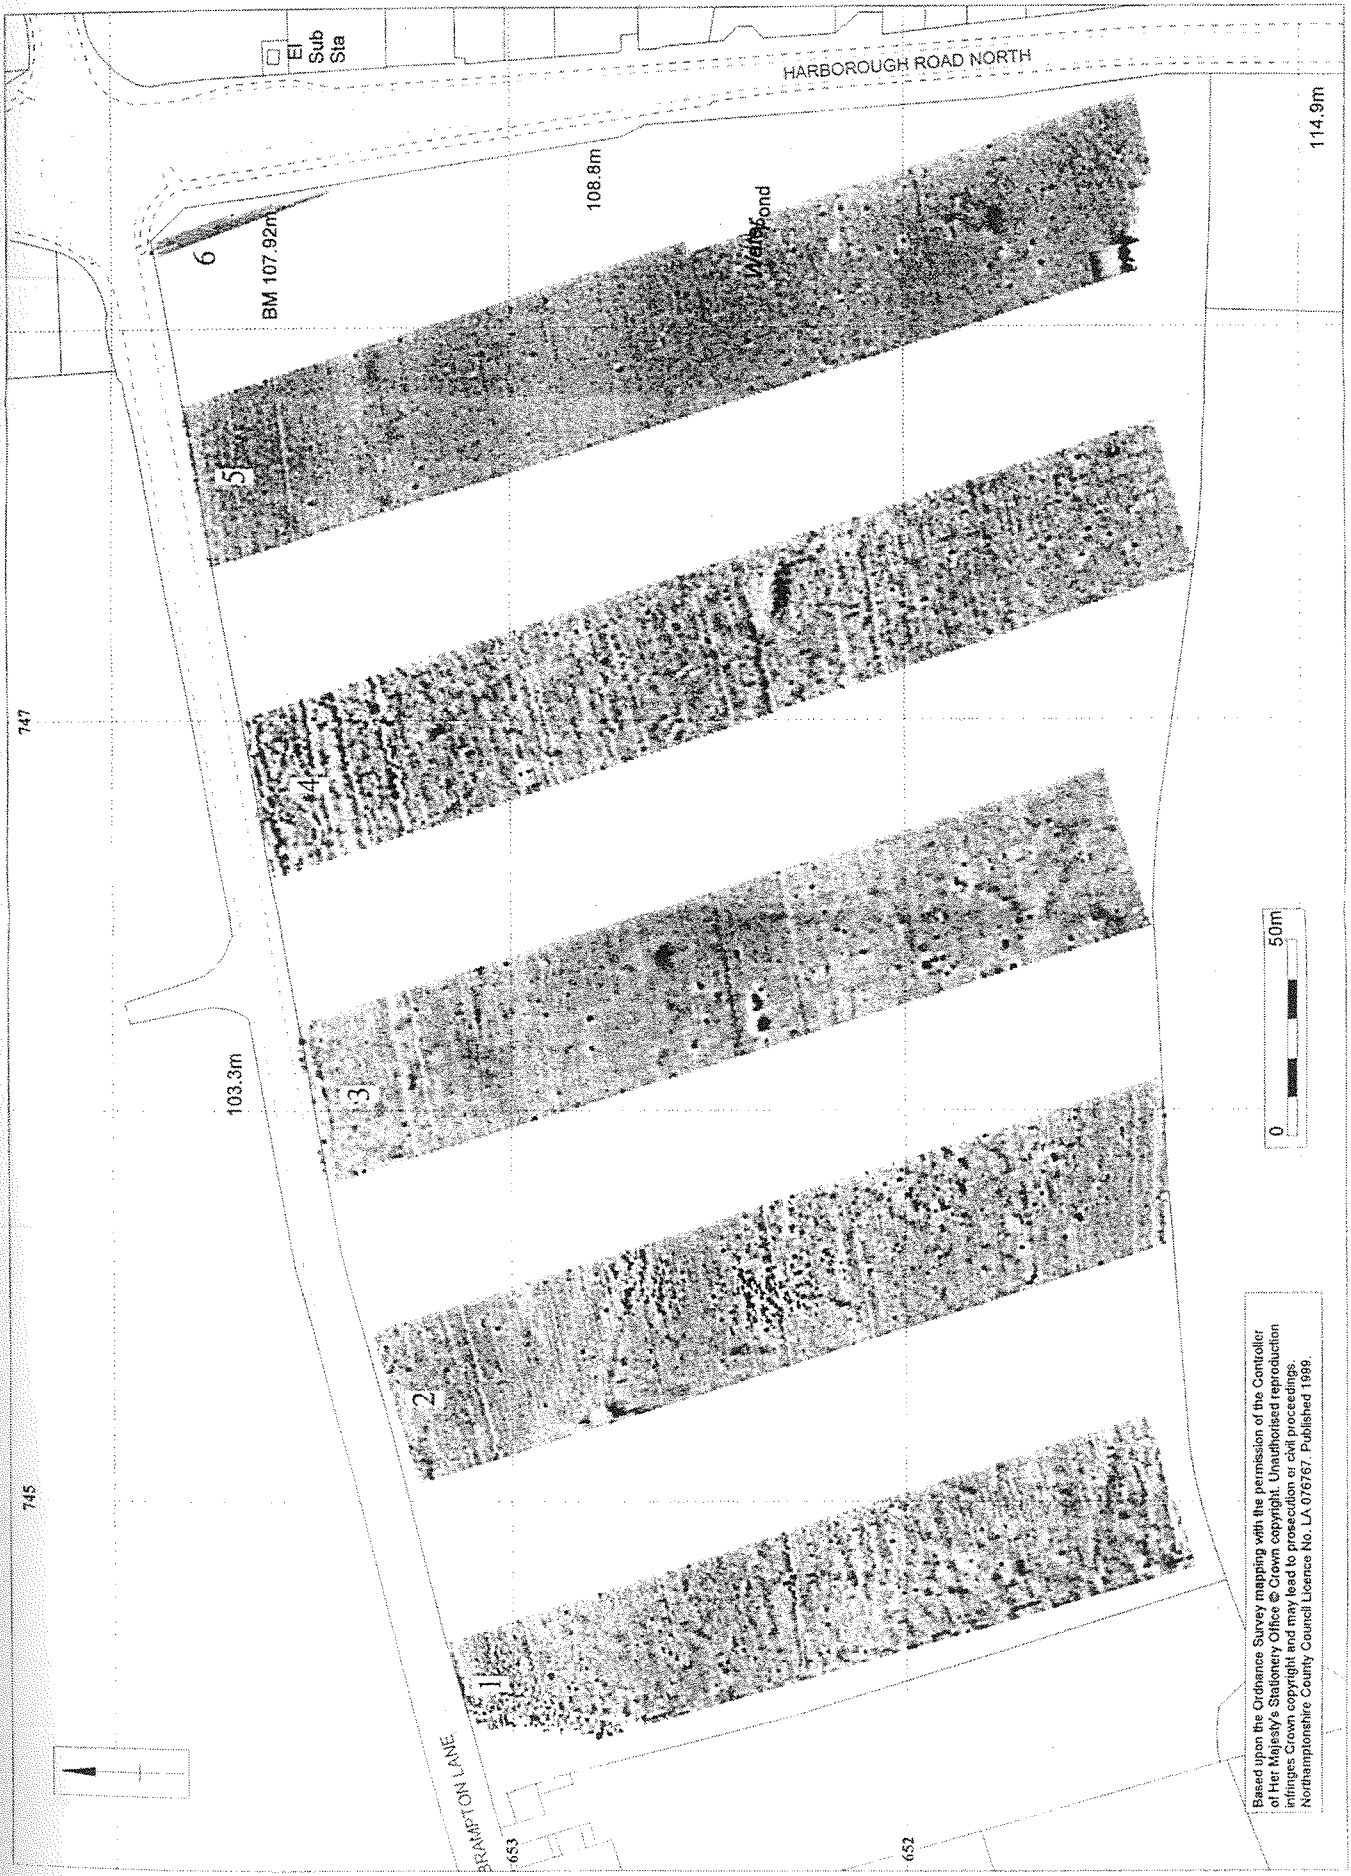 747
745
El
Sub
Sta
HARBOROUGH ROAD NORTH
114.9m
108.8m
BM 107.92m
6
Water
Pond
5
4
3
103.3m
2
1
BRAMPTON LANE
653
652
0
50m
Based upon the Ordnance Survey mapping with the permission of the Controller
of Her Majesty's Stationery Office © Crown copyright. Unauthorised reproduction
infringes Crown copyright and may lead to prosecution or civil proceedings.
Northamptonshire County Council Licence No. LA 076767. Published 1999.